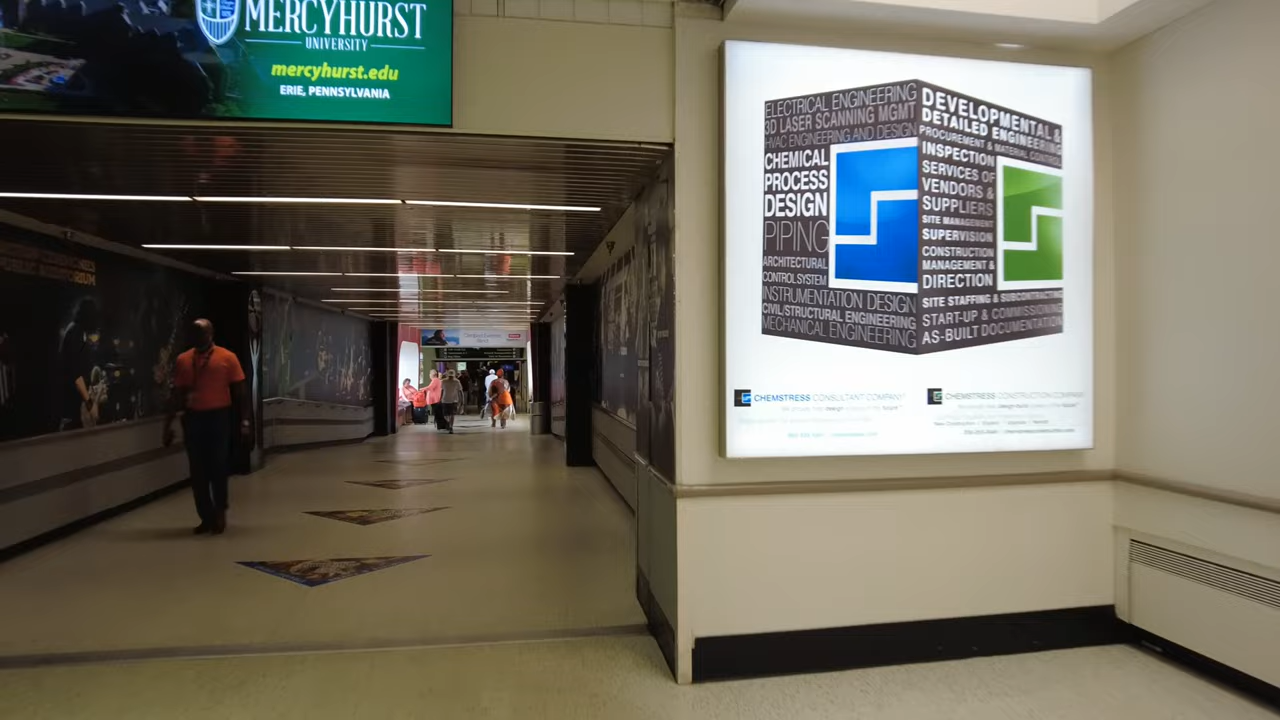 MERCYHURST
UNIVERSITY
mercyhurst.edu
ERIE, PENNSYLVANIA
ELECTRICAL ENGINEERING
3D LASER SCANNING MGMT
HVAC ENGINEERING AND DESIGN
CHEMICAL
PROCESS
DESIGN
PIPING
ARCHITECTURAL
CONTROL SYSTEM
INSTRUMENTATION DESIGN
CIVIL/STRUCTURAL ENGINEERING
MECHANICAL ENGINEERING
DEVELOPMENTAL &
DETAILED ENGINEERING
PROCUREMENT & MATERIAL CONTROL
INSPECTION
SERVICES OF
VENDORS &
SUPPLIERS
SITE MANAGEMENT
SUPERVISION
CONSTRUCTION
MANAGEMENT &
DIRECTION
SITE STAFFING & SUBCONTRACTING
START-UP & COMMISSIONING
AS-BUILT DOCUMENTATION
CHEMSTRESS CONSULTANT COMPANY
CHEMSTRESS CONSTRUCTION COMPANY